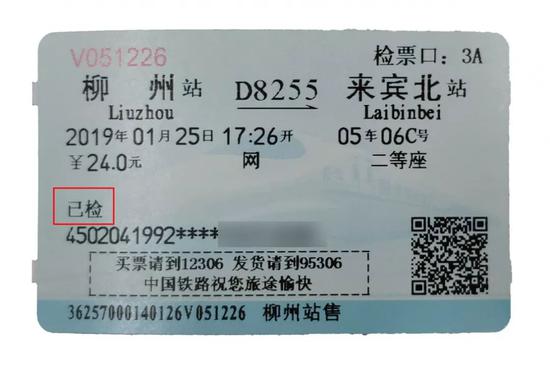 V051226 检票口：3A
柳州站 D8255 来宾北站
Liuzhou Laibinbei
2019年01月25日17:26开 05车06C号
￥24.0元 网 二等座
已检
4502041992****
买票请到12306 发货请到95306
中国铁路祝您旅途愉快
36257000140126V051226 柳州站售